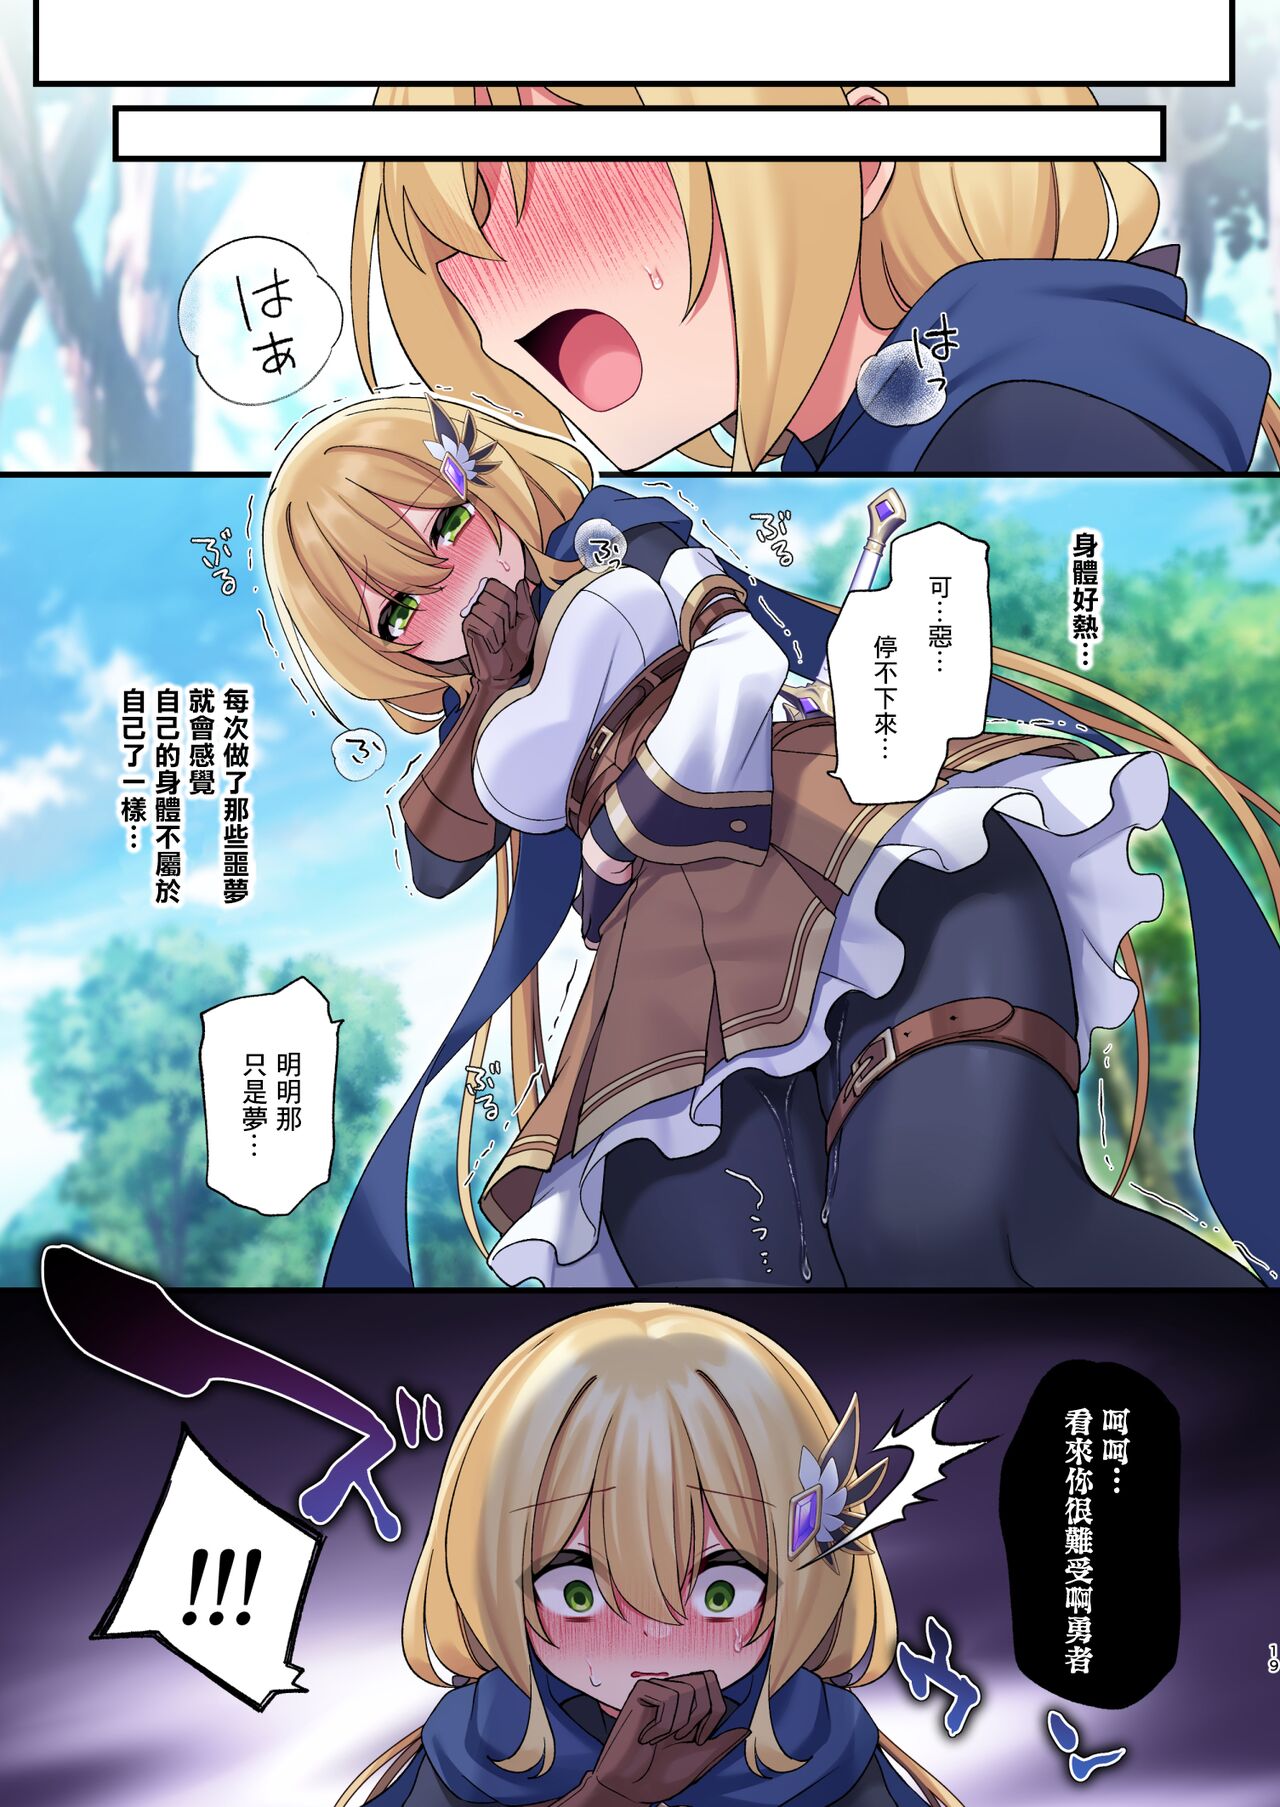 はぁ
はっ
身體好熱…
可…惡…
停不下來…
ぶる
ふっ
ぶる
ふっ
每次做了那些噩夢
就會感覺
自己的身體不屬於
自己了一樣…
明明那
只是夢…
ぶる
呵呵…
看來你很難受啊勇者
!!!
19